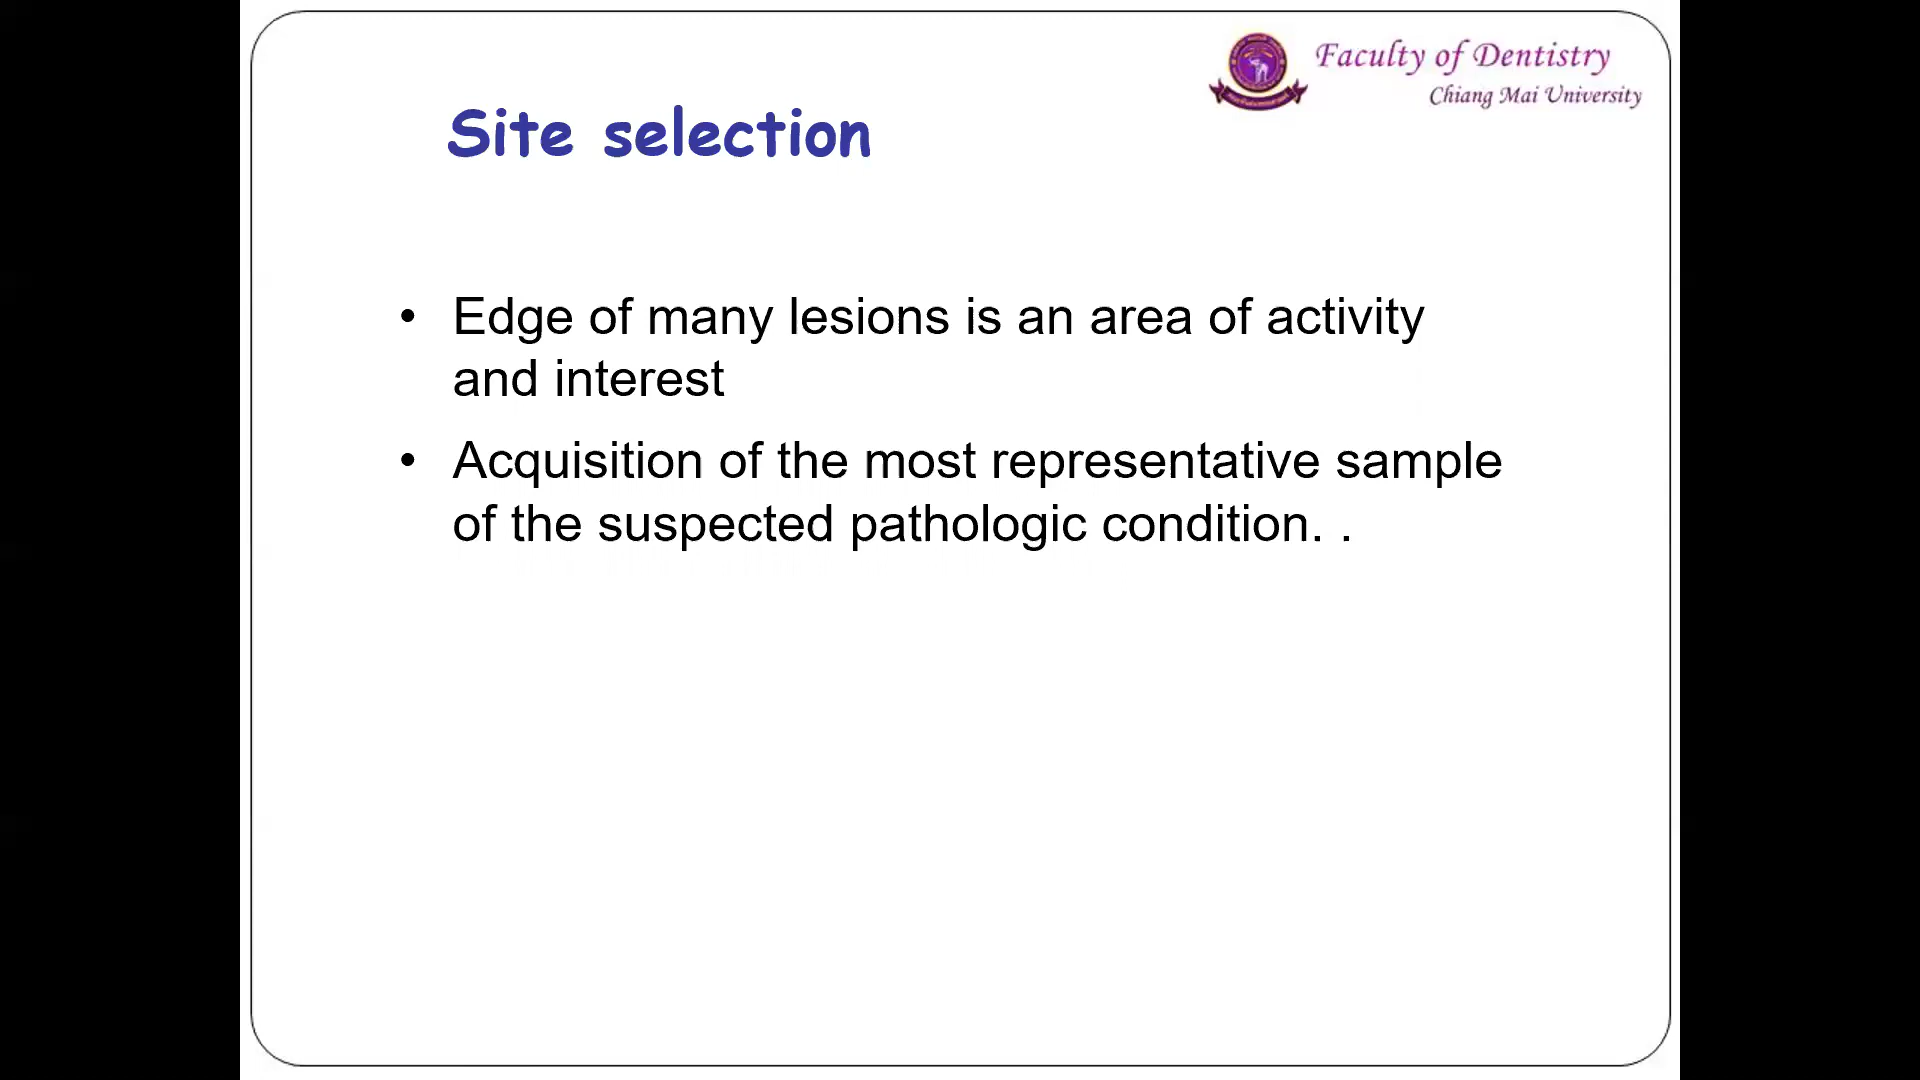 Faculty of Dentistry
Chiang Mai University
Site selection
• Edge of many lesions is an area of activity
and interest
• Acquisition of the most representative sample
of the suspected pathologic condition. .